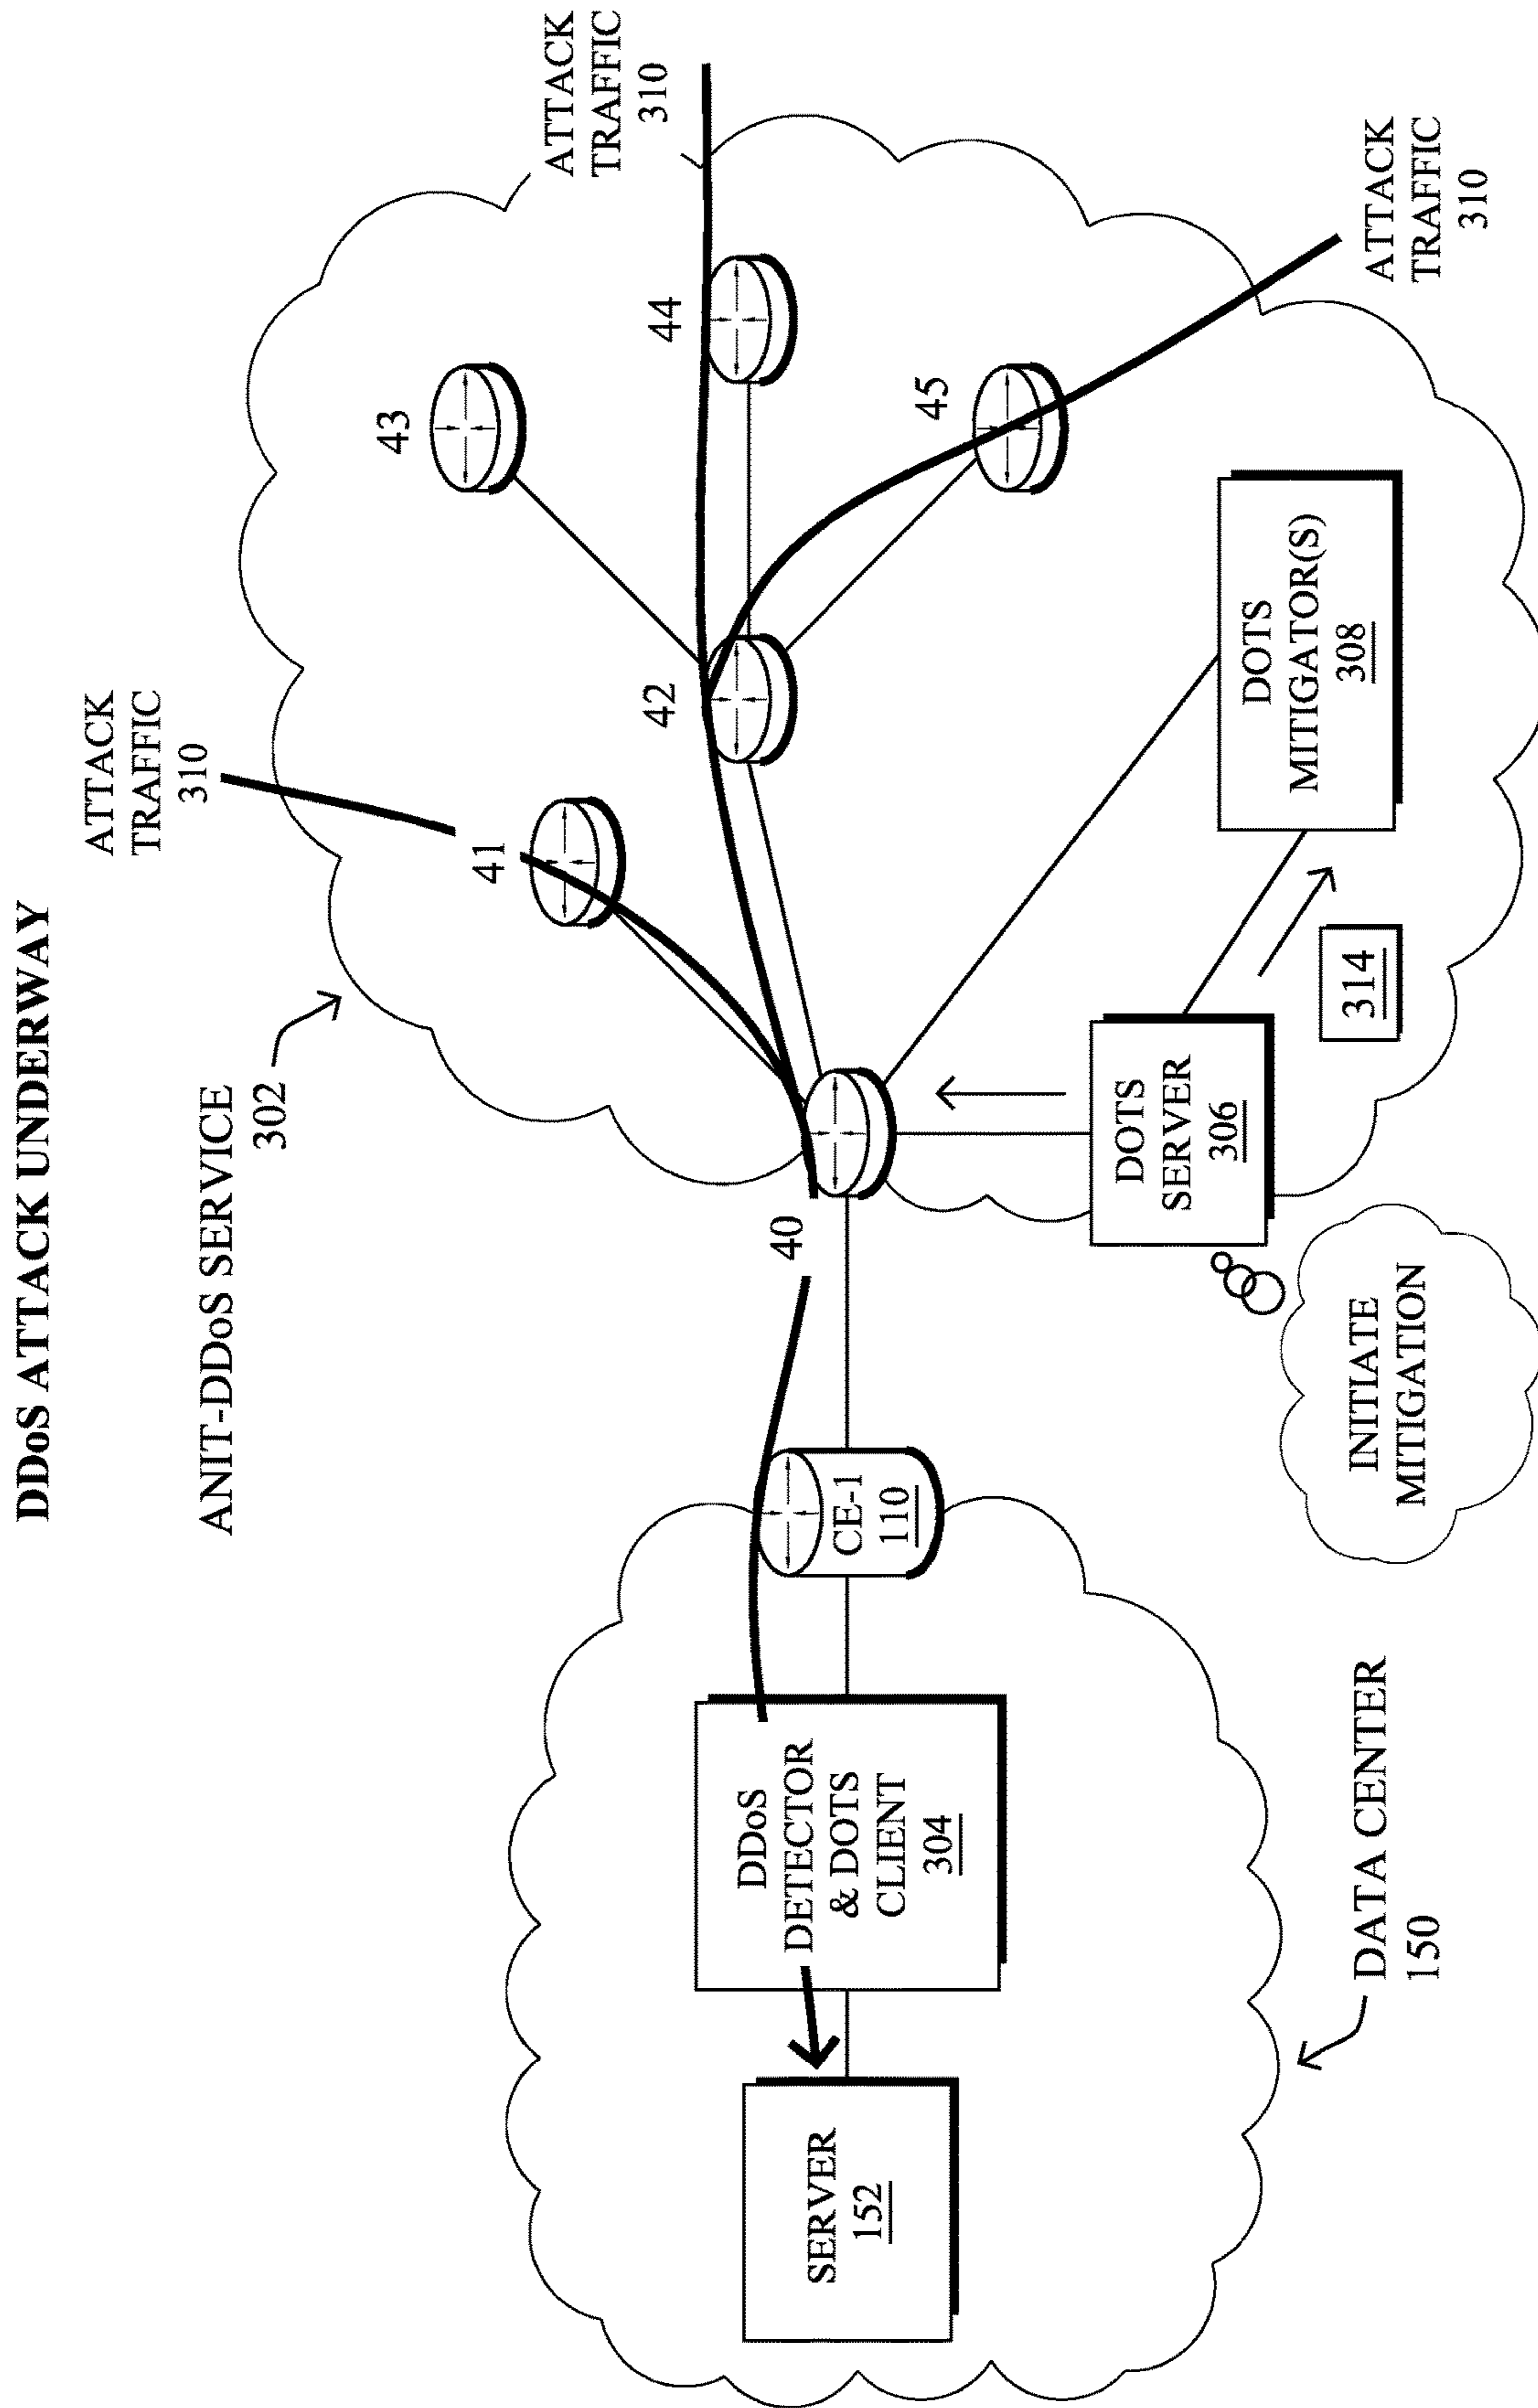 DDoS ATTACK UNDERWAY
ANIT-DDoS SERVICE
302
ATTACK
TRAFFIC
310
ATTACK
TRAFFIC
310
ATTACK
TRAFFIC
310
43
44
41
42
45
40
CE-1
110
DDoS
DETECTOR
& DOTS
CLIENT
304
SERVER
152
DOTS
SERVER
306
DOTS
MITIGATOR(S)
308
314
INITIATE
MITIGATION
DATA CENTER
150